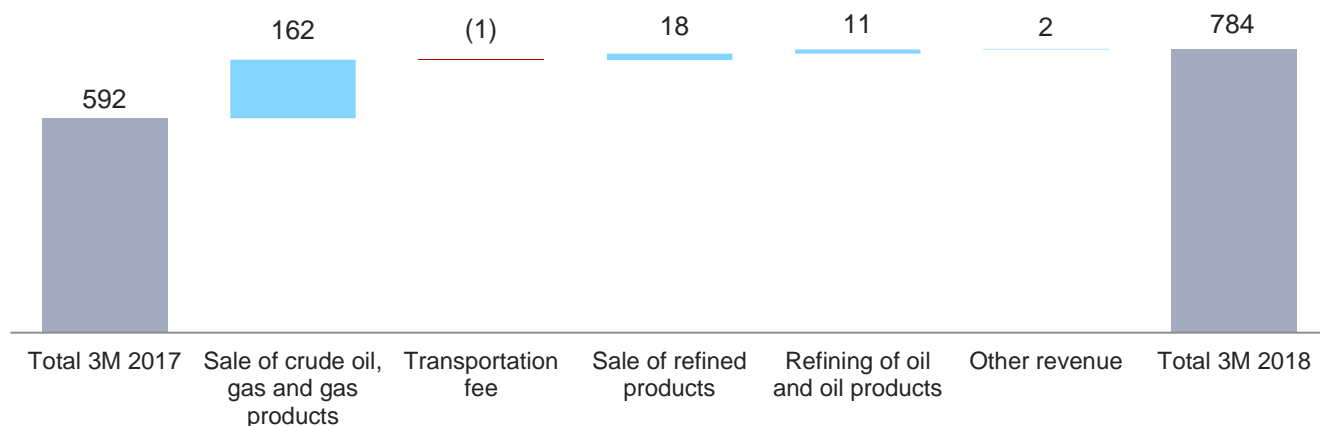 592
162
(1)
18
11
2
784
Total 3M 2017
Sale of crude oil,
gas and gas
products
Transportation
fee
Sale of refined
products
Refining of oil
and oil products
Other revenue
Total 3M 2018